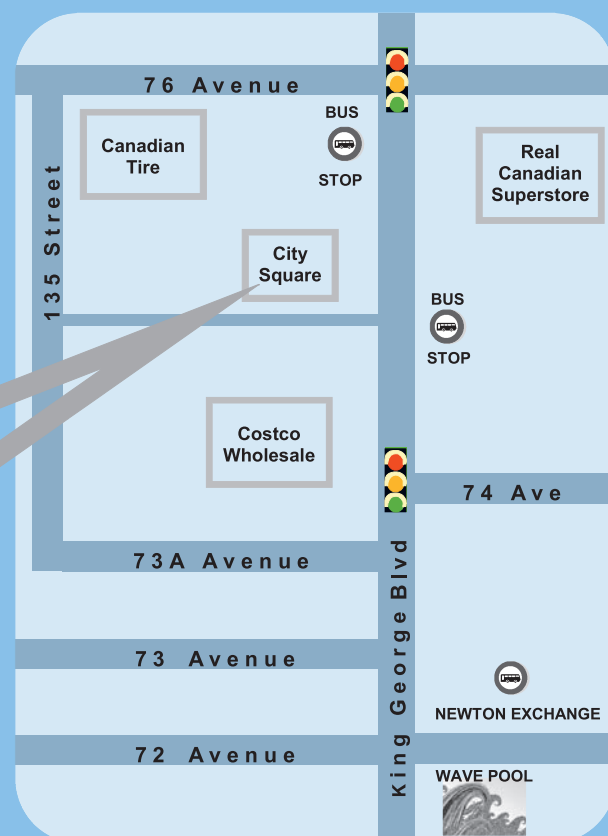 76 Avenue
BUS
STOP
Canadian
Tire
Real
Canadian
Superstore
135 Street
City
Square
BUS
STOP
Costco
Wholesale
74 Ave
73A Avenue
King George Blvd
73 Avenue
NEWTON EXCHANGE
72 Avenue
WAVE POOL